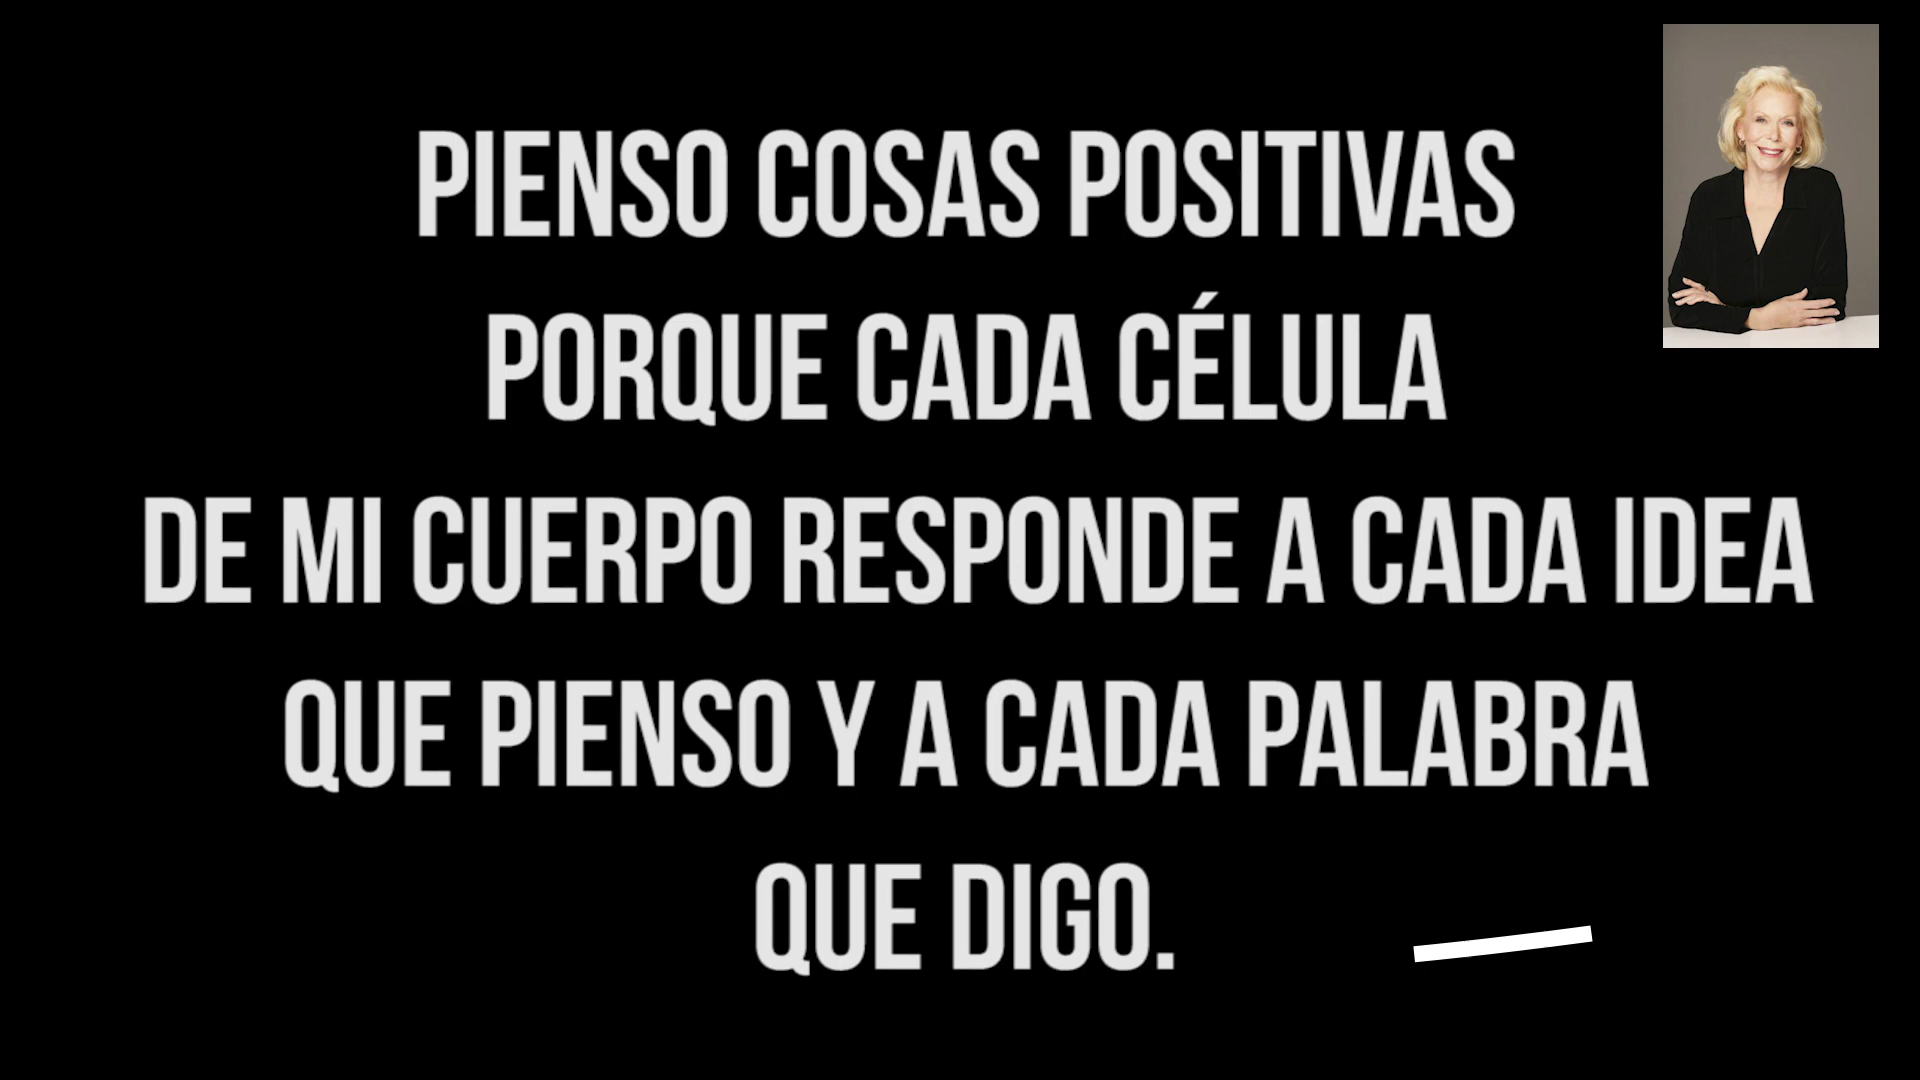 PIENSO COSAS POSITIVAS
PORQUE CADA CÉLULA
DE MI CUERPO RESPONDE A CADA IDEA
QUE PIENSO Y A CADA PALABRA
QUE DIGO.